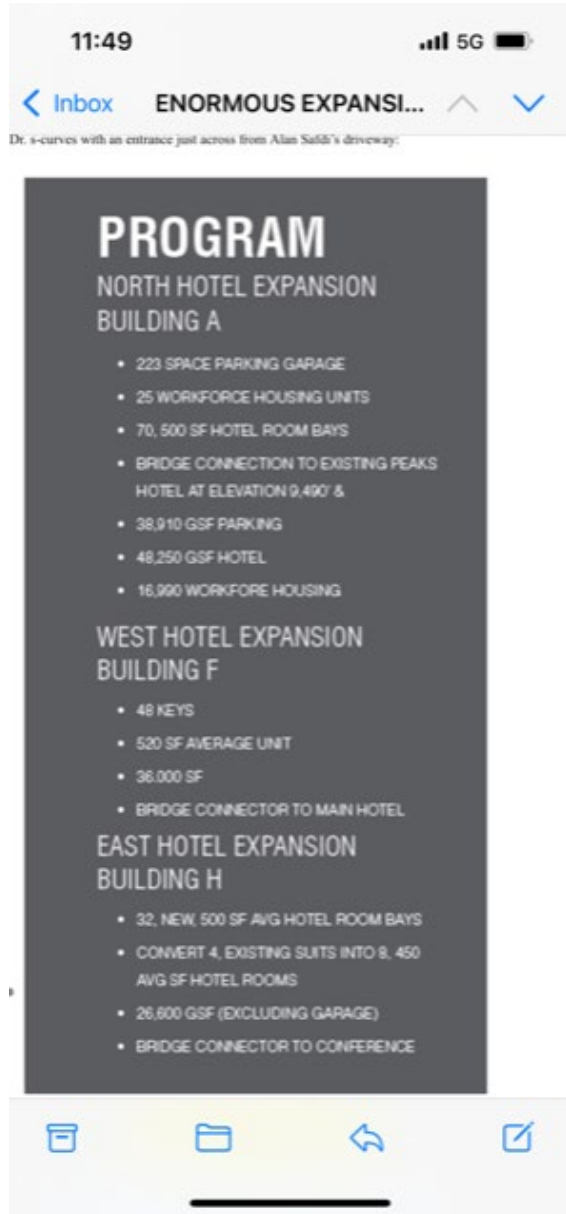 11:49
5G
Inbox
ENORMOUS EXPANSI...
Dr. s-curves with an entrance just across from Alan Safdi's driveway:
PROGRAM
NORTH HOTEL EXPANSION
BUILDING A
• 223 SPACE PARKING GARAGE
• 25 WORKFORCE HOUSING UNITS
• 70, 500 SF HOTEL ROOM BAYS
• BRIDGE CONNECTION TO EXISTING PEAKS
HOTEL AT ELEVATION 9,490' &
• 38,910 GSF PARKING
• 48,250 GSF HOTEL
• 16,990 WORKFORE HOUSING
WEST HOTEL EXPANSION
BUILDING F
• 48 KEYS
• 520 SF AVERAGE UNIT
• 36.000 SF
• BRIDGE CONNECTOR TO MAIN HOTEL
EAST HOTEL EXPANSION
BUILDING H
• 32, NEW, 500 SF AVG HOTEL ROOM BAYS
• CONVERT 4, EXISTING SUITS INTO 8, 450
AVG SF HOTEL ROOMS
• 26,600 GSF (EXCLUDING GARAGE)
• BRIDGE CONNECTOR TO CONFERENCE